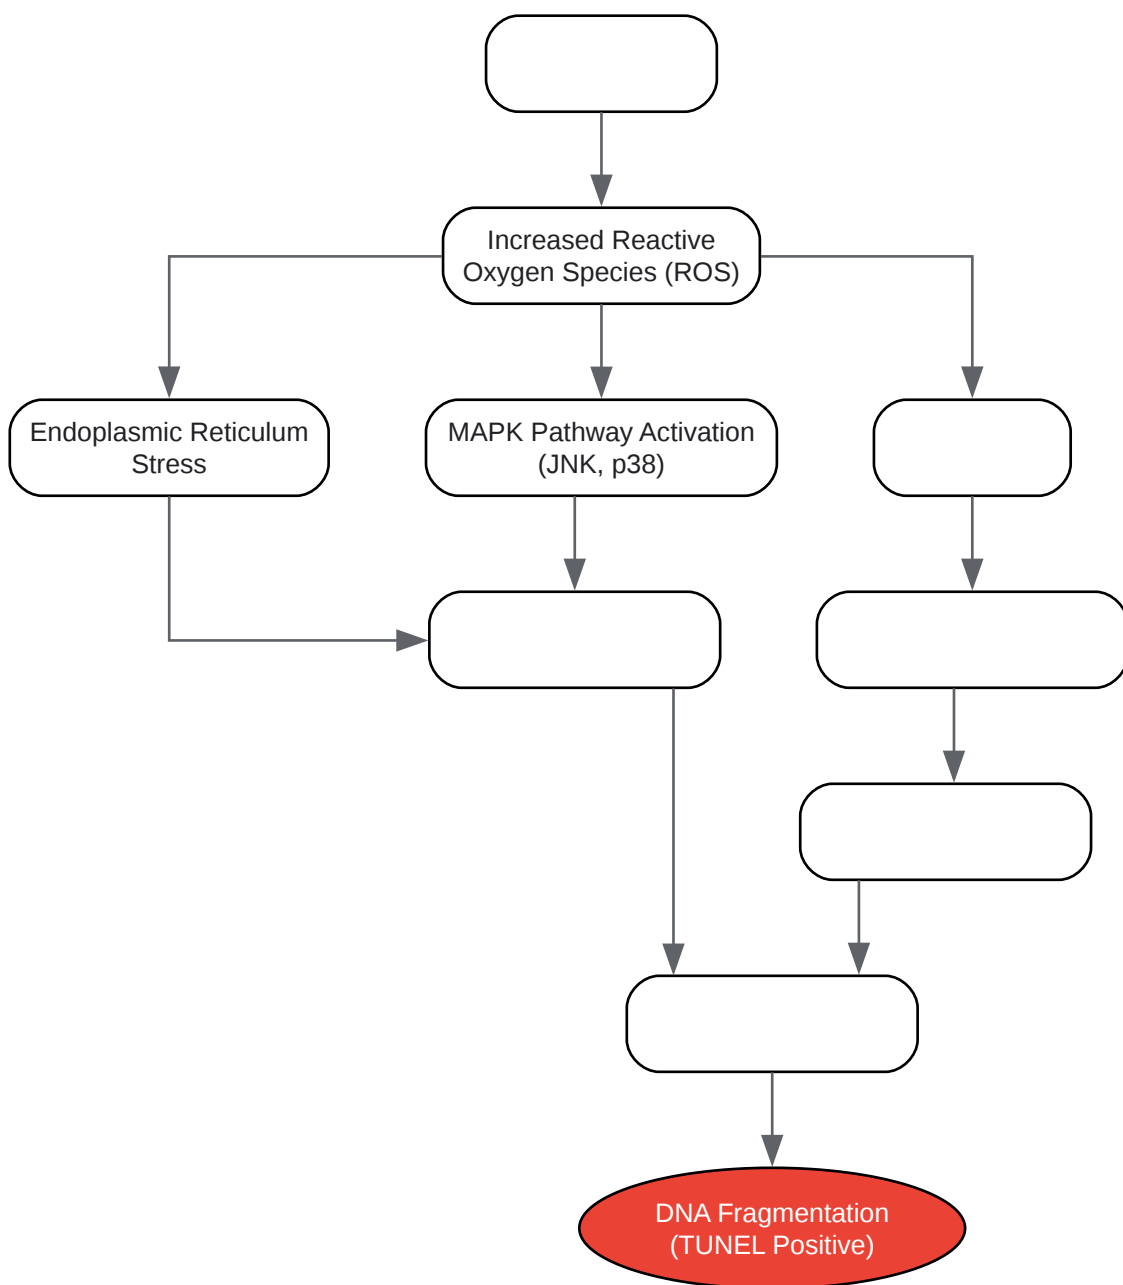 Increased Reactive
Oxygen Species (ROS)
Endoplasmic Reticulum
Stress
MAPK Pathway Activation
(JNK, p38)
DNA Fragmentation
(TUNEL Positive)